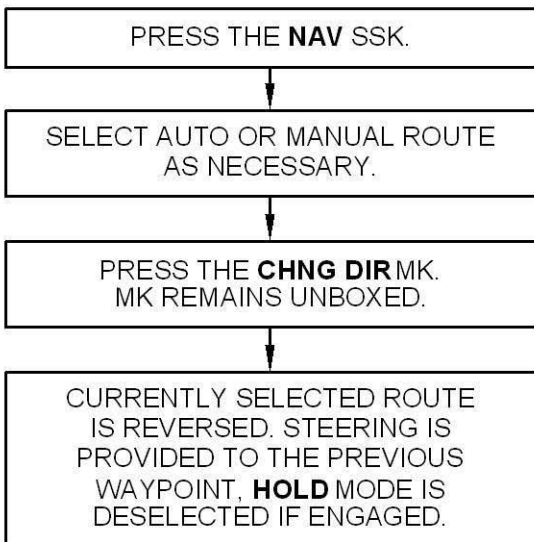 PRESS THE NAV SSK.
SELECT AUTO OR MANUAL ROUTE
AS NECESSARY.
PRESS THE CHNG DIR MK.
MK REMAINS UNBOXED.
CURRENTLY SELECTED ROUTE
IS REVERSED. STEERING IS
PROVIDED TO THE PREVIOUS
WAYPOINT, HOLD MODE IS
DESELECTED IF ENGAGED.